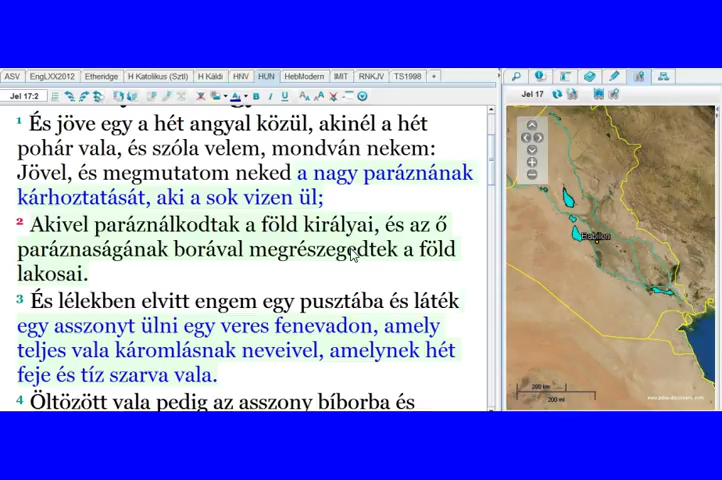 ASV EngLXX2012 Etheridge H Katolikus (SztI) H Káldi HNV HUN HebModern IMIT RNKJV TS1998 +
Jel 17:2
B I U
Jel 17
1 És jöve egy a hét angyal közül, akinél a hét
pohár vala, és szóla velem, mondván nekem:
Jövel, és megmutatom neked a nagy paráznának
kárhoztatását, aki a sok vizen ül;
2 Akivel paráználkodtak a föld királyai, és az ő
paráznaságának borával megrészegedtek a föld
lakosai.
3 És lélekben elvitt engem egy pusztába és láték
egy asszonyt ülni egy veres fenevadon, amely
teljes vala káromlásnak neveivel, amelynek hét
feje és tíz szarva vala.
4 Öltözött vala pedig az asszony bíborba és
Babilon
200 km
200 mi